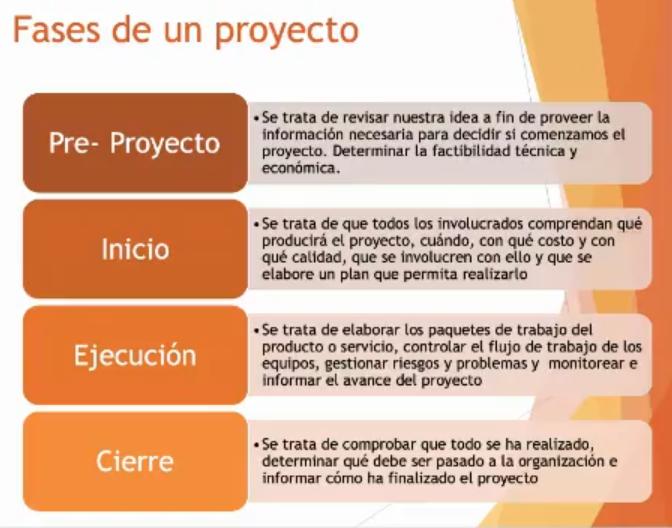 Fases de un proyecto
Pre- Proyecto
•Se trata de revisar nuestra idea a fin de proveer la
información necesaria para decidir si comenzamos el
proyecto. Determinar la factibilidad técnica y
económica.
Inicio
•Se trata de que todos los involucrados comprendan qué
producirá el proyecto, cuándo, con qué costo y con
qué calidad, que se involucren con ello y que se
elabore un plan que permita realizarlo
Ejecución
•Se trata de elaborar los paquetes de trabajo del
producto o servicio, controlar el flujo de trabajo de los
equipos, gestionar riesgos y problemas y monitorear e
informar el avance del proyecto
Cierre
•Se trata de comprobar que todo se ha realizado,
determinar qué debe ser pasado a la organización e
informar cómo ha finalizado el proyecto